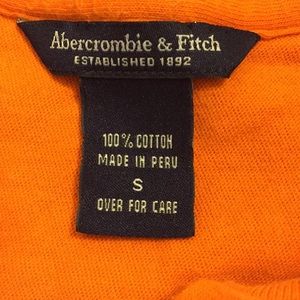 Abercrombie & Fitch
ESTABLISHED 1892
100% COTTON
MADE IN PERU
S
OVER FOR CARE